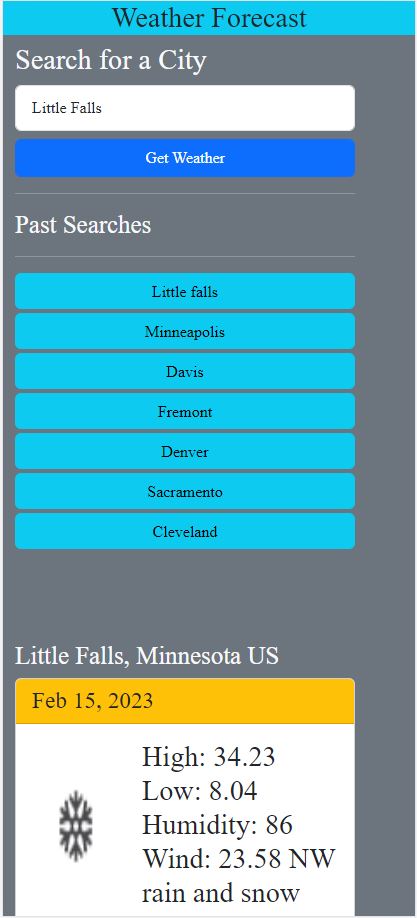 Weather Forecast
Search for a City
Little Falls
Get Weather
Past Searches
Little falls
Minneapolis
Davis
Fremont
Denver
Sacramento
Cleveland
Little Falls, Minnesota US
Feb 15, 2023
High: 34.23
Low: 8.04
Humidity: 86
Wind: 23.58 NW
rain and snow